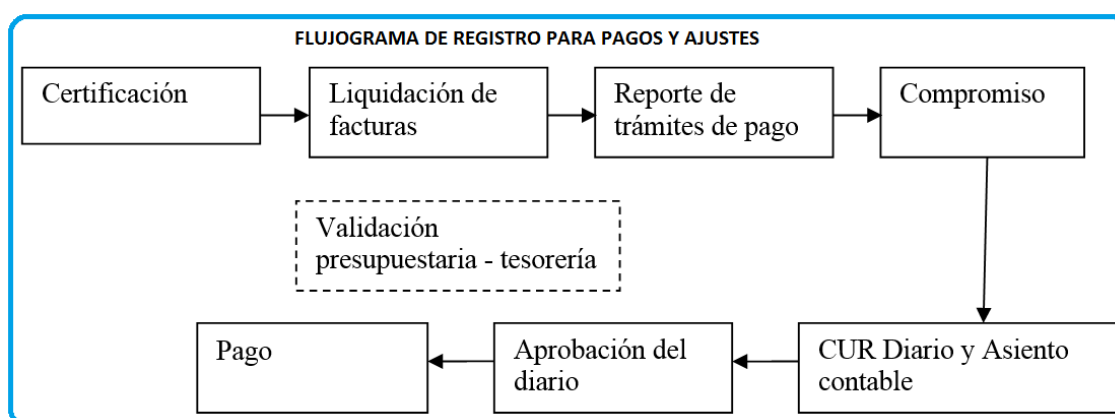 FLUJOGRAMA DE REGISTRO PARA PAGOS Y AJUSTES
Certificación
Liquidación de
facturas
Reporte de
trámites de pago
Compromiso
Validación
presupuestaria - tesorería
CUR Diario y Asiento
contable
Aprobación del
diario
Pago